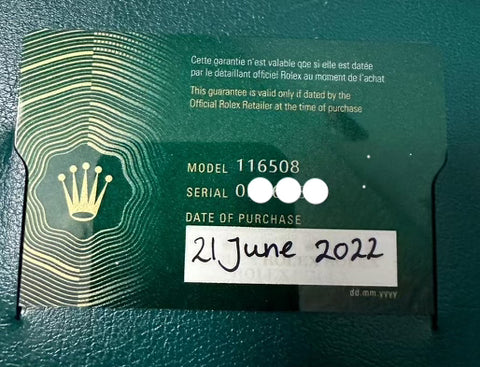 Cette garantie n'est valable que si elle est datée
par le détaillant officiel Rolex au moment de l'achat
This guarantee is valid only if dated by the
Official Rolex Retailer at the time of purchase
MODEL 116508
SERIAL 0
DATE OF PURCHASE
21 June 2022
dd.mm.yyyy